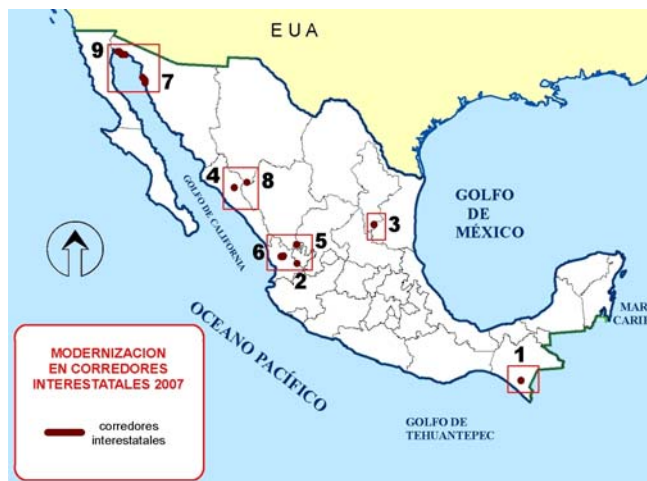 E U A
9
7
4
8
3
GOLFO
DE
MÉXICO
GOLFO DE CALIFORNIA
5
6
2
MAR
CARIB
OCEANO PACÍFICO
1
GOLFO DE
TEHUANTEPEC
MODERNIZACION
EN CORREDORES
INTERESTATALES 2007
corredores
interestatales